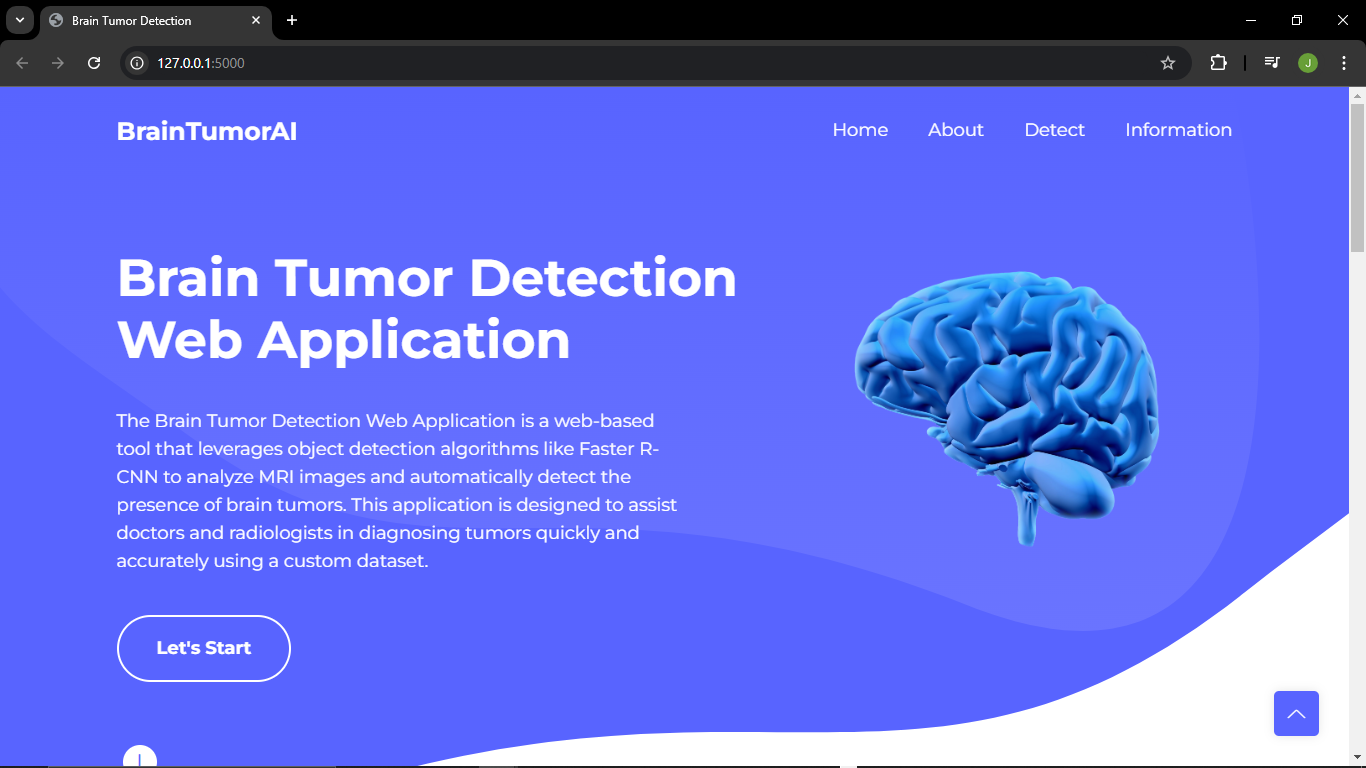 Brain Tumor Detection
127.0.0.1:5000
J
BrainTumorAI
Home About Detect Information
Brain Tumor Detection
Web Application
The Brain Tumor Detection Web Application is a web-based
tool that leverages object detection algorithms like Faster R-
CNN to analyze MRI images and automatically detect the
presence of brain tumors. This application is designed to assist
doctors and radiologists in diagnosing tumors quickly and
accurately using a custom dataset.
Let's Start